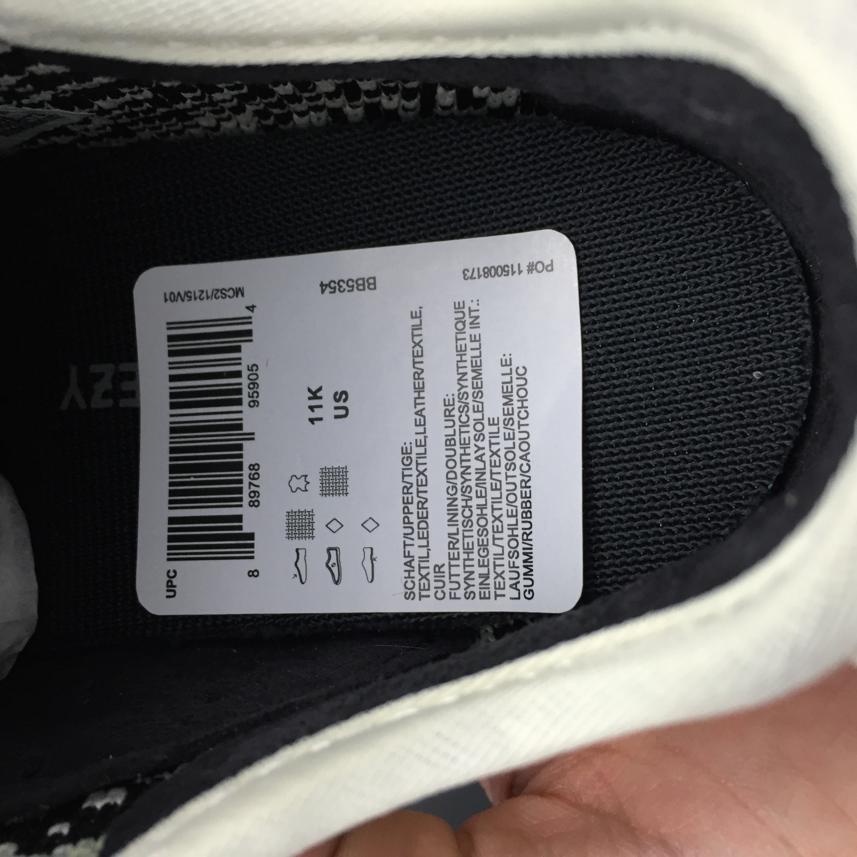 UPC
8 89768 95905 4
11K
US
SCHAFT/UPPER/TIGE:
TEXTIL,LEDER/TEXTILE,LEATHER/TEXTILE,
CUIR
FUTTER/LINING/DOUBLURE:
SYNTHETISCH/SYNTHETICS/SYNTHETIQUE
EINLEGESOHLE/INLAYSOLE/SEMELLE INT.:
TEXTIL/TEXTILE/TEXTILE
LAUFSOHLE/OUTSOLE/SEMELLE:
GUMMI/RUBBER/CAOUTCHOUC
MCS2/1215/V01
BB5354
PO# 115008173
EZY